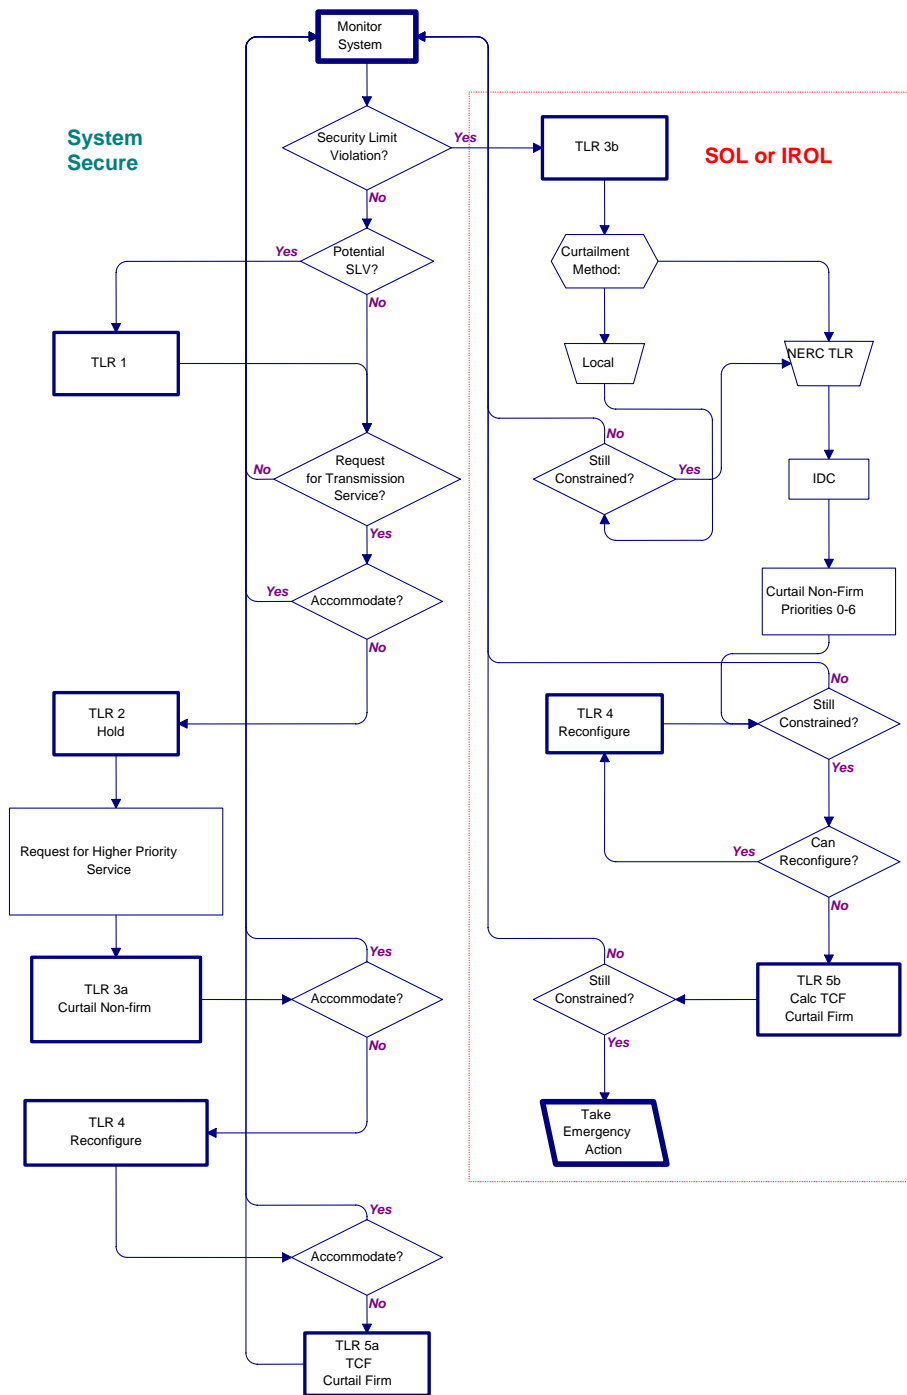 Monitor
System
System
Secure
Security Limit
Violation?
Yes
TLR 3b
SOL or IROL
No
Yes
Potential
SLV?
Curtailment
Method:
No
TLR 1
Local
NERC TLR
No
Request
for Transmission
Service?
No
Still
Constrained?
Yes
IDC
Yes
Yes
Accommodate?
Curtail Non-Firm
Priorities 0-6
No
No
TLR 2
Hold
TLR 4
Reconfigure
Still
Constrained?
Yes
Request for Higher Priority
Service
Yes
Can
Reconfigure?
No
Yes
No
TLR 3a
Curtail Non-firm
Accommodate?
Still
Constrained?
TLR 5b
Calc TCF
Curtail Firm
No
Yes
TLR 4
Reconfigure
Take
Emergency
Action
Yes
Accommodate?
No
TLR 5a
TCF
Curtail Firm